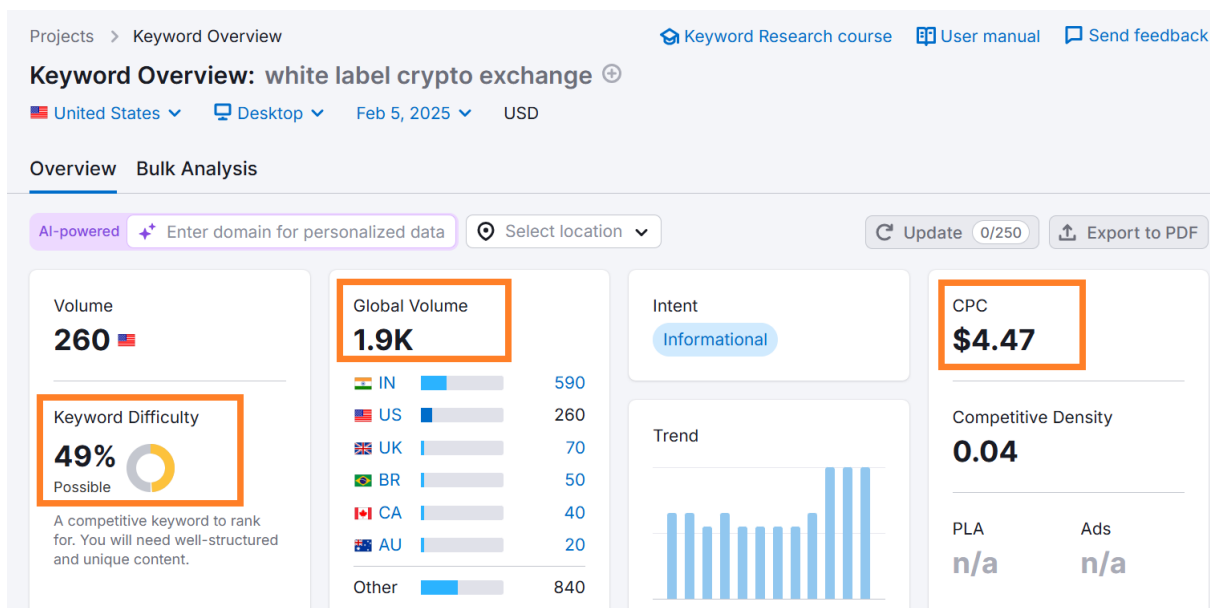 Projects > Keyword Overview
Keyword Research course
User manual
Send feedback
Keyword Overview: white label crypto exchange
United States
Desktop
Feb 5, 2025
USD
Overview
Bulk Analysis
AI-powered
Enter domain for personalized data
Select location
Update 0/250
Export to PDF
Volume
260
Keyword Difficulty
49%
Possible
A competitive keyword to rank
for. You will need well-structured
and unique content.
Global Volume
1.9K
IN 590
US 260
UK 70
BR 50
CA 40
AU 20
Other 840
Intent
Informational
Trend
CPC
$4.47
Competitive Density
0.04
PLA
n/a
Ads
n/a